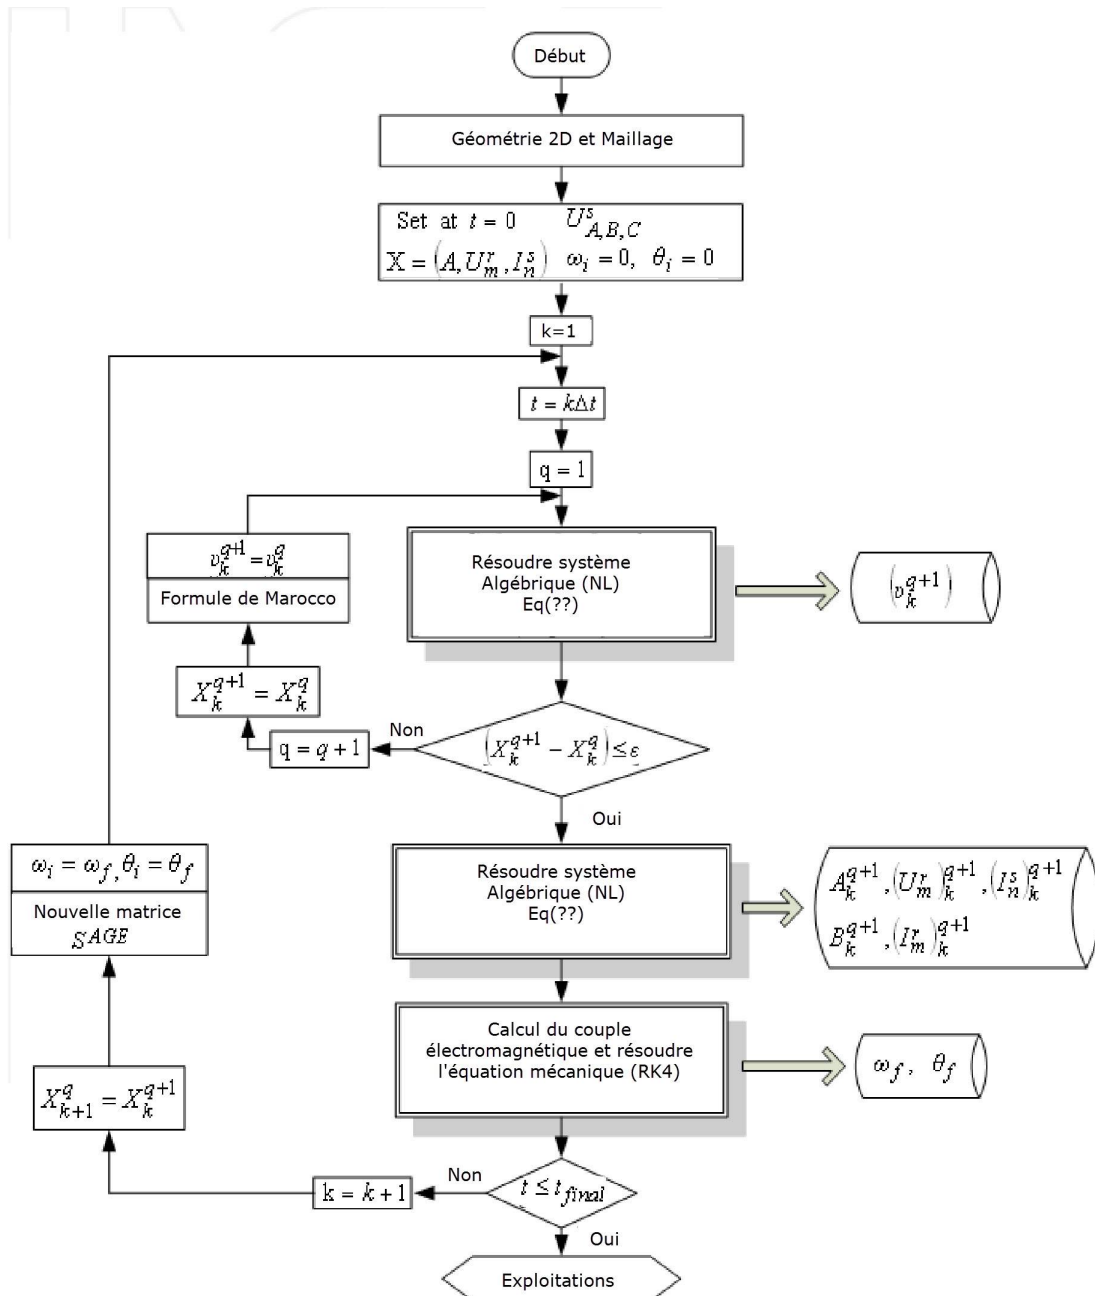 Début
Géométrie 2D et Maillage
Set at t = 0 U^s_{A,B,C}
X = (A, U^r_m, I^s_n) ω_i = 0, θ_i = 0
k=1
t = kΔt
q = 1
v^{q+1}_k = v^q_k
Formule de Marocco
Résoudre système
Algébrique (NL)
Eq(??)
(v^{q+1}_k)
X^{q+1}_k = X^q_k
q = q + 1
Non
(X^{q+1}_k − X^q_k) ≤ ε
Oui
ω_i = ω_f, θ_i = θ_f
Nouvelle matrice
S^{AGE}
Résoudre système
Algébrique (NL)
Eq(??)
A^{q+1}_k, (U^r_m)^{q+1}_k, (I^s_n)^{q+1}_k
B^{q+1}_k, (I^r_m)^{q+1}_k
Calcul du couple
électromagnétique et résoudre
l'équation mécanique (RK4)
ω_f, θ_f
X^q_{k+1} = X^{q+1}_k
k = k + 1
Non
t ≤ t_{final}
Oui
Exploitations